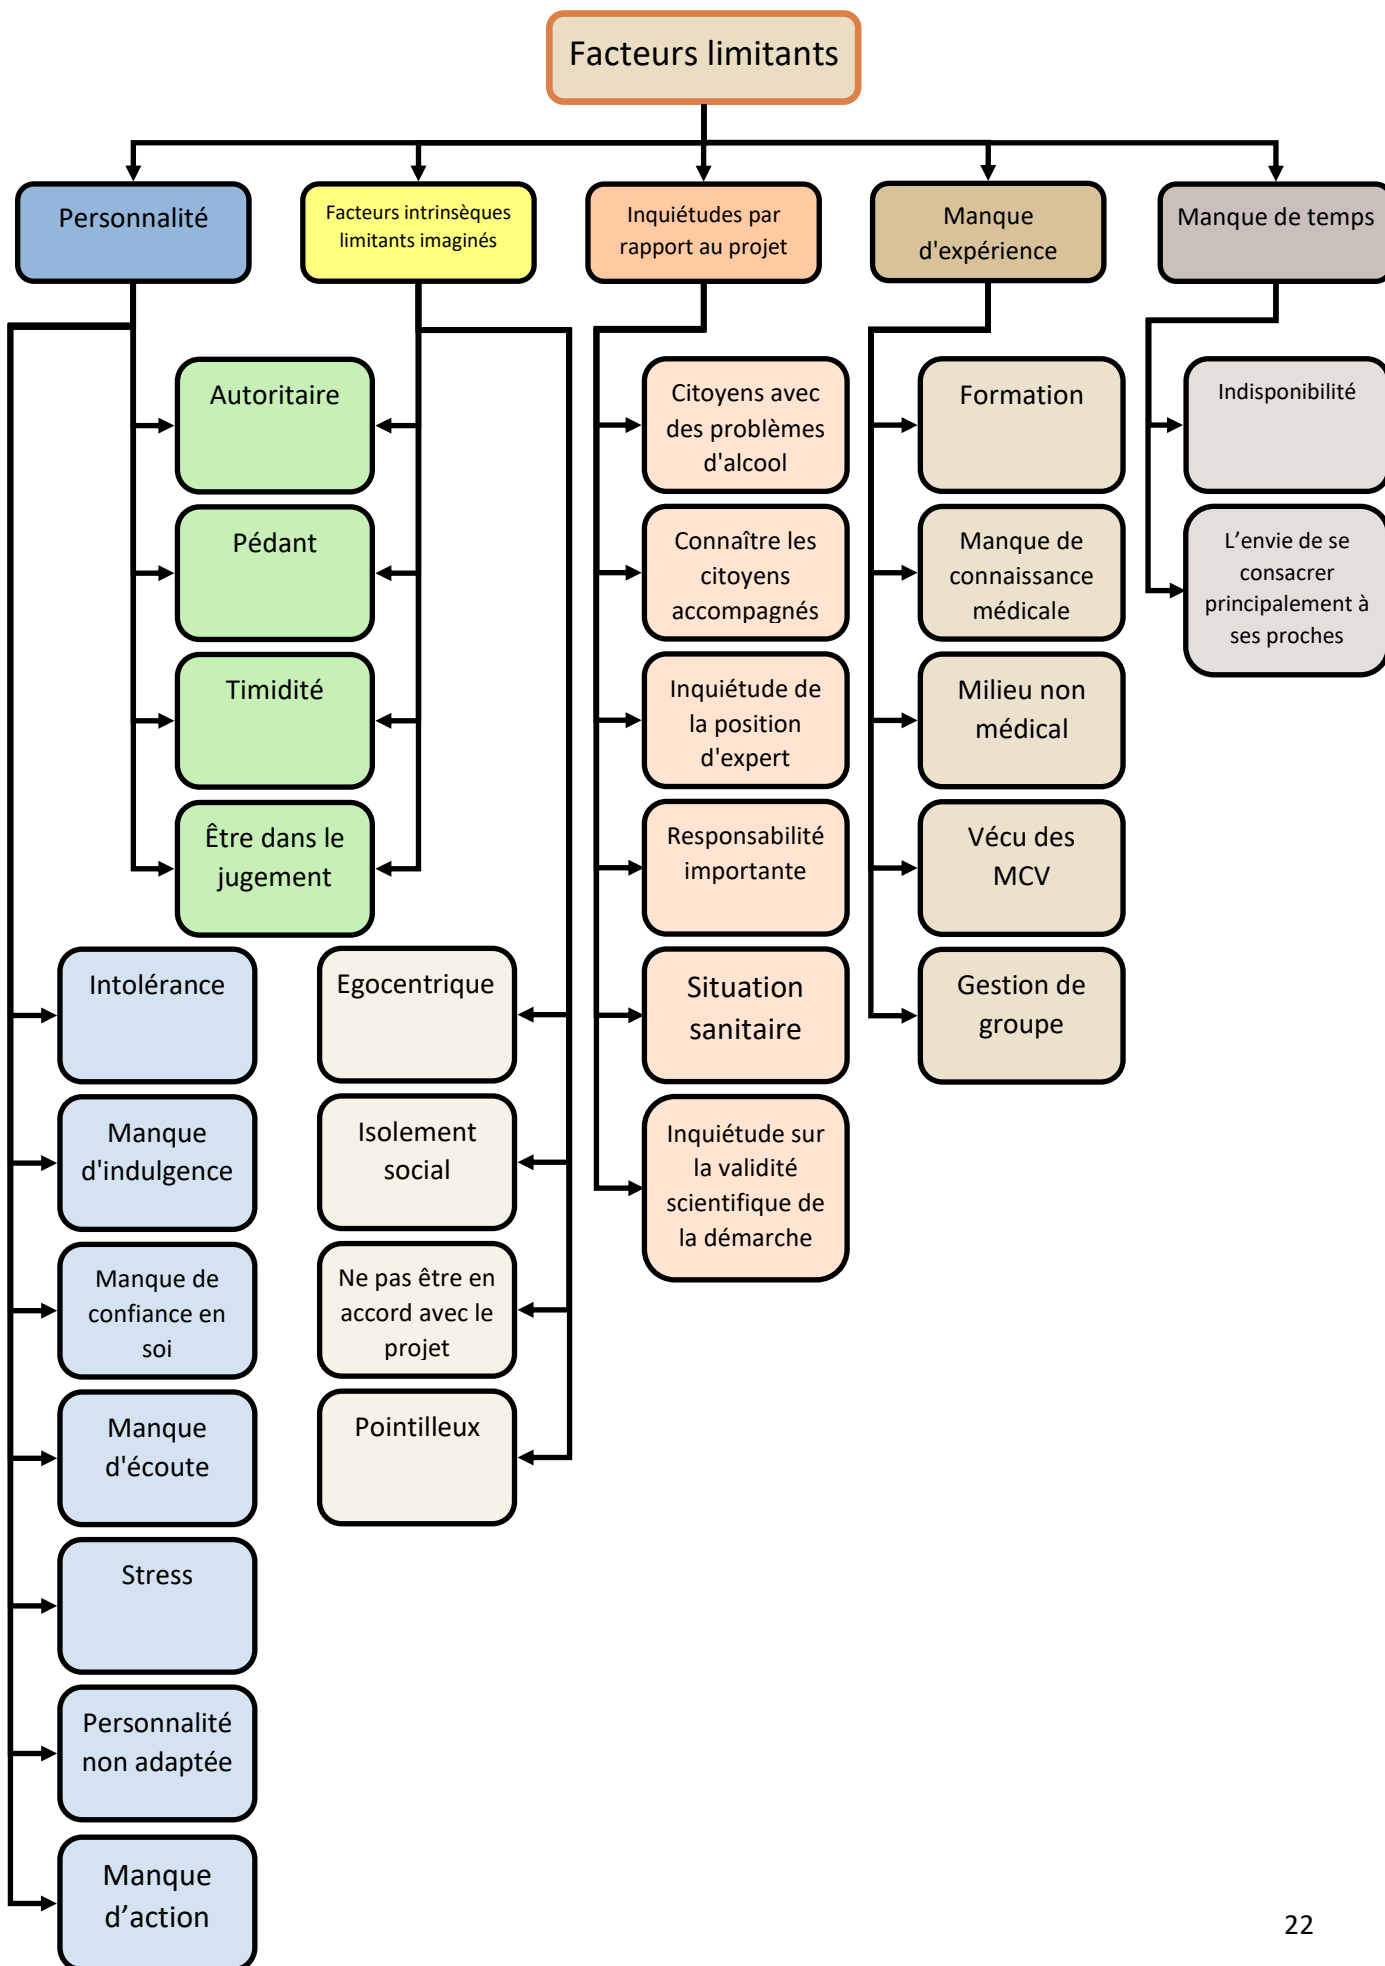 Facteurs limitants
Personnalité
Facteurs intrinsèques
limitants imaginés
Inquiétudes par
rapport au projet
Manque
d'expérience
Manque de temps
Autoritaire
Pédant
Timidité
Être dans le
jugement
Intolérance
Manque
d'indulgence
Manque de
confiance en
soi
Manque
d'écoute
Stress
Personnalité
non adaptée
Manque
d’action
Egocentrique
Isolement
social
Ne pas être en
accord avec le
projet
Pointilleux
Citoyens avec
des problèmes
d'alcool
Connaître les
citoyens
accompagnés
Inquiétude de
la position
d'expert
Responsabilité
importante
Situation
sanitaire
Inquiétude sur
la validité
scientifique de
la démarche
Formation
Manque de
connaissance
médicale
Milieu non
médical
Vécu des
MCV
Gestion de
groupe
Indisponibilité
L’envie de se
consacrer
principalement à
ses proches
22